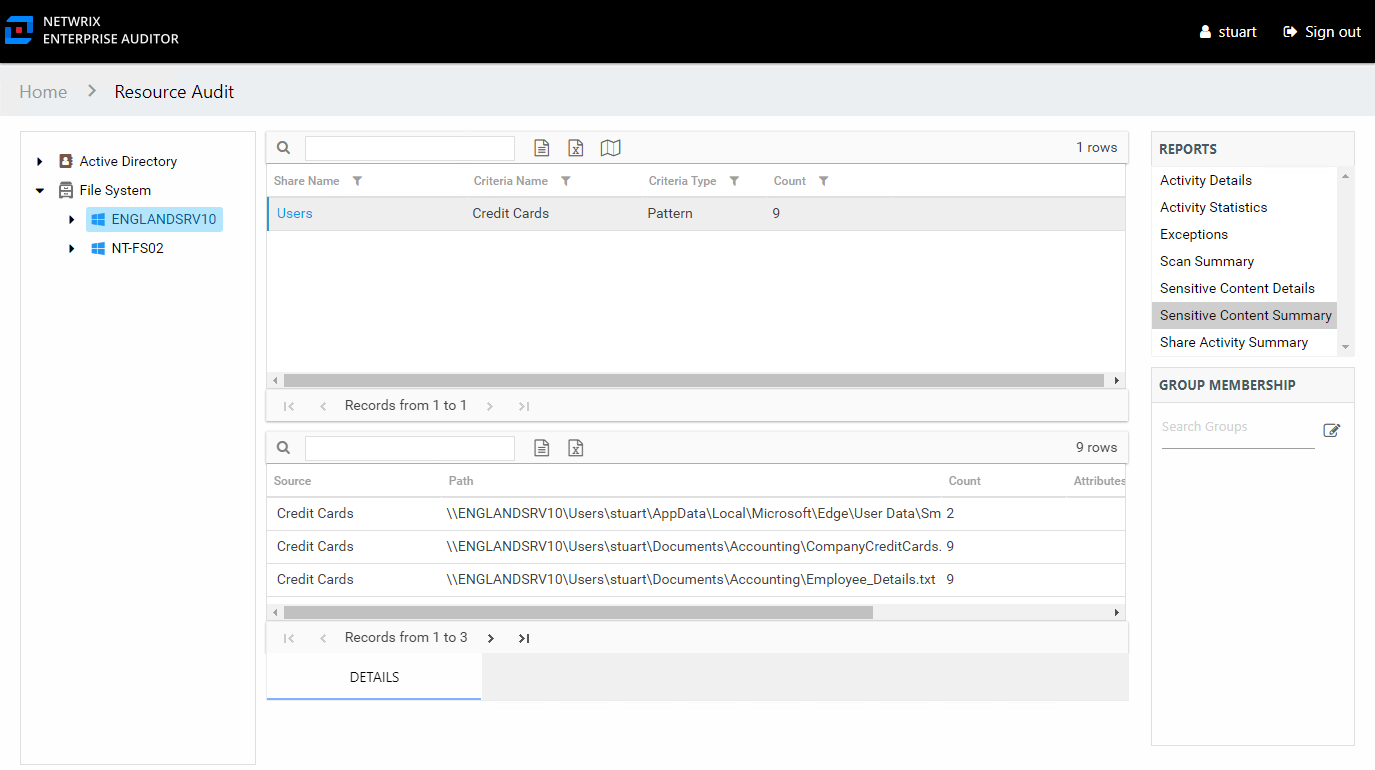 NETWRIX
ENTERPRISE AUDITOR
stuart
Sign out
Home
Resource Audit
Active Directory
File System
ENGLANDSRV10
NT-FS02
1 rows
Share Name
Criteria Name
Criteria Type
Count
Users
Credit Cards
Pattern
9
Records from 1 to 1
9 rows
Source
Path
Count
Attributes
Credit Cards
\\ENGLANDSRV10\Users\stuart\AppData\Local\Microsoft\Edge\User Data\Sm
2
Credit Cards
\\ENGLANDSRV10\Users\stuart\Documents\Accounting\CompanyCreditCards.
9
Credit Cards
\\ENGLANDSRV10\Users\stuart\Documents\Accounting\Employee_Details.txt
9
Records from 1 to 3
DETAILS
REPORTS
Activity Details
Activity Statistics
Exceptions
Scan Summary
Sensitive Content Details
Sensitive Content Summary
Share Activity Summary
GROUP MEMBERSHIP
Search Groups